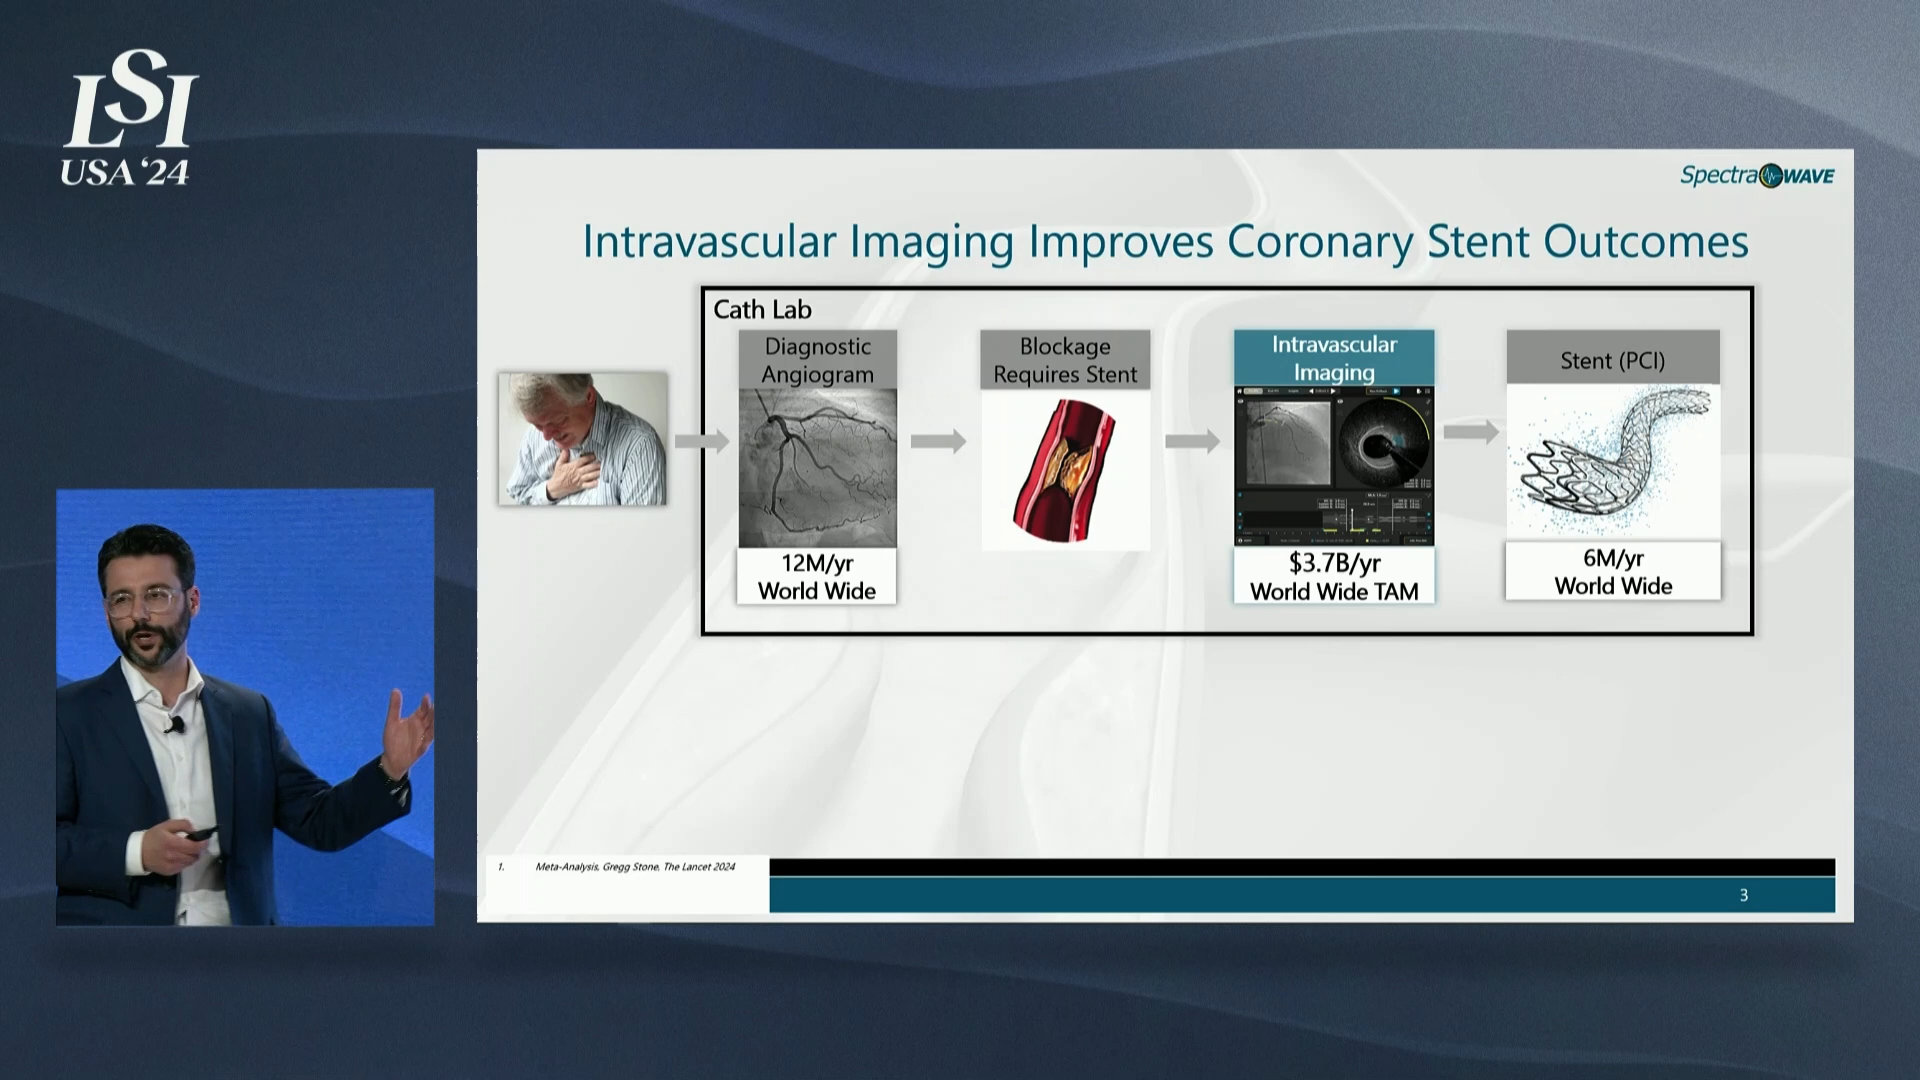 LSI
USA '24
SpectraWAVE
Intravascular Imaging Improves Coronary Stent Outcomes
Cath Lab
Diagnostic
Angiogram
12M/yr
World Wide
Blockage
Requires Stent
Intravascular
Imaging
$3.7B/yr
World Wide TAM
Stent (PCI)
6M/yr
World Wide
1. Meta-Analysis, Gregg Stone, The Lancet 2024
3